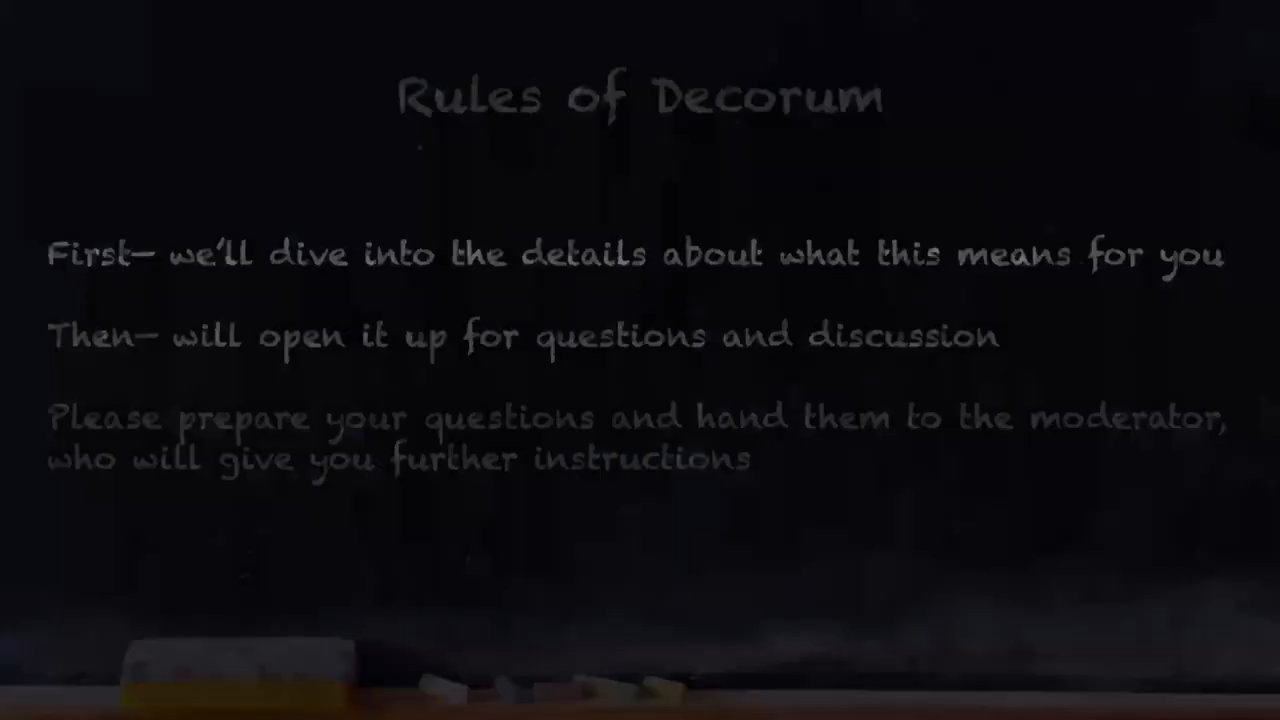 Rules of Decorum
First— we'll dive into the details about what this means for you
Then— will open it up for questions and discussion
Please prepare your questions and hand them to the moderator,
who will give you further instructions